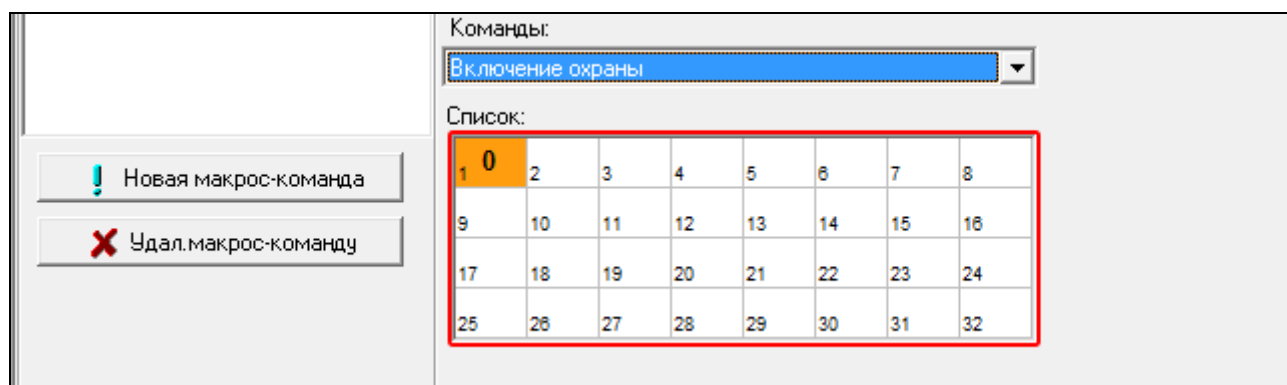 Команды:
Включение охраны
Список:
1 0 2 3 4 5 6 7 8
Новая макрос-команда
9 10 11 12 13 14 15 16
Удал.макрос-команду
17 18 19 20 21 22 23 24
25 26 27 28 29 30 31 32